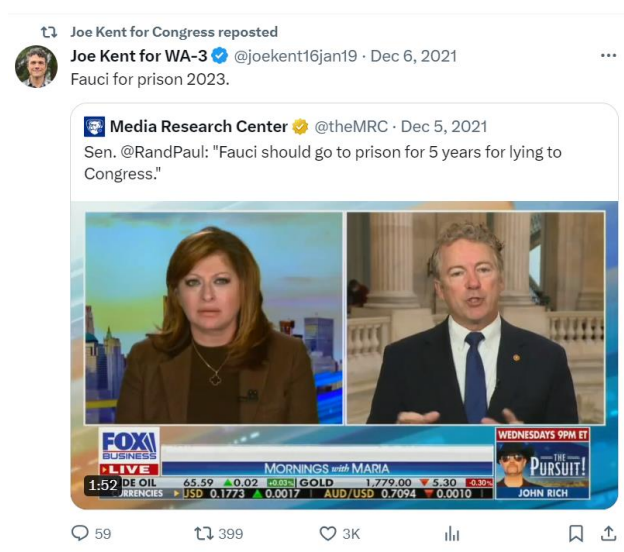 Joe Kent for Congress reposted
Joe Kent for WA-3 @joekent16jan19 · Dec 6, 2021
Fauci for prison 2023.
Media Research Center @theMRC · Dec 5, 2021
Sen. @RandPaul: "Fauci should go to prison for 5 years for lying to
Congress."
WEDNESDAYS 9PM ET
THE
PURSUIT!
JOHN RICH
FOX
BUSINESS
LIVE
MORNINGS with MARIA
1:52
DE OIL 65.59 ▲0.02 +0.03% GOLD 1,779.00 ▼5.30 -0.30%
RRENCIES USD 0.1773 ▲0.0017 AUD/USD 0.7094 ▼0.0010
59 399 3K